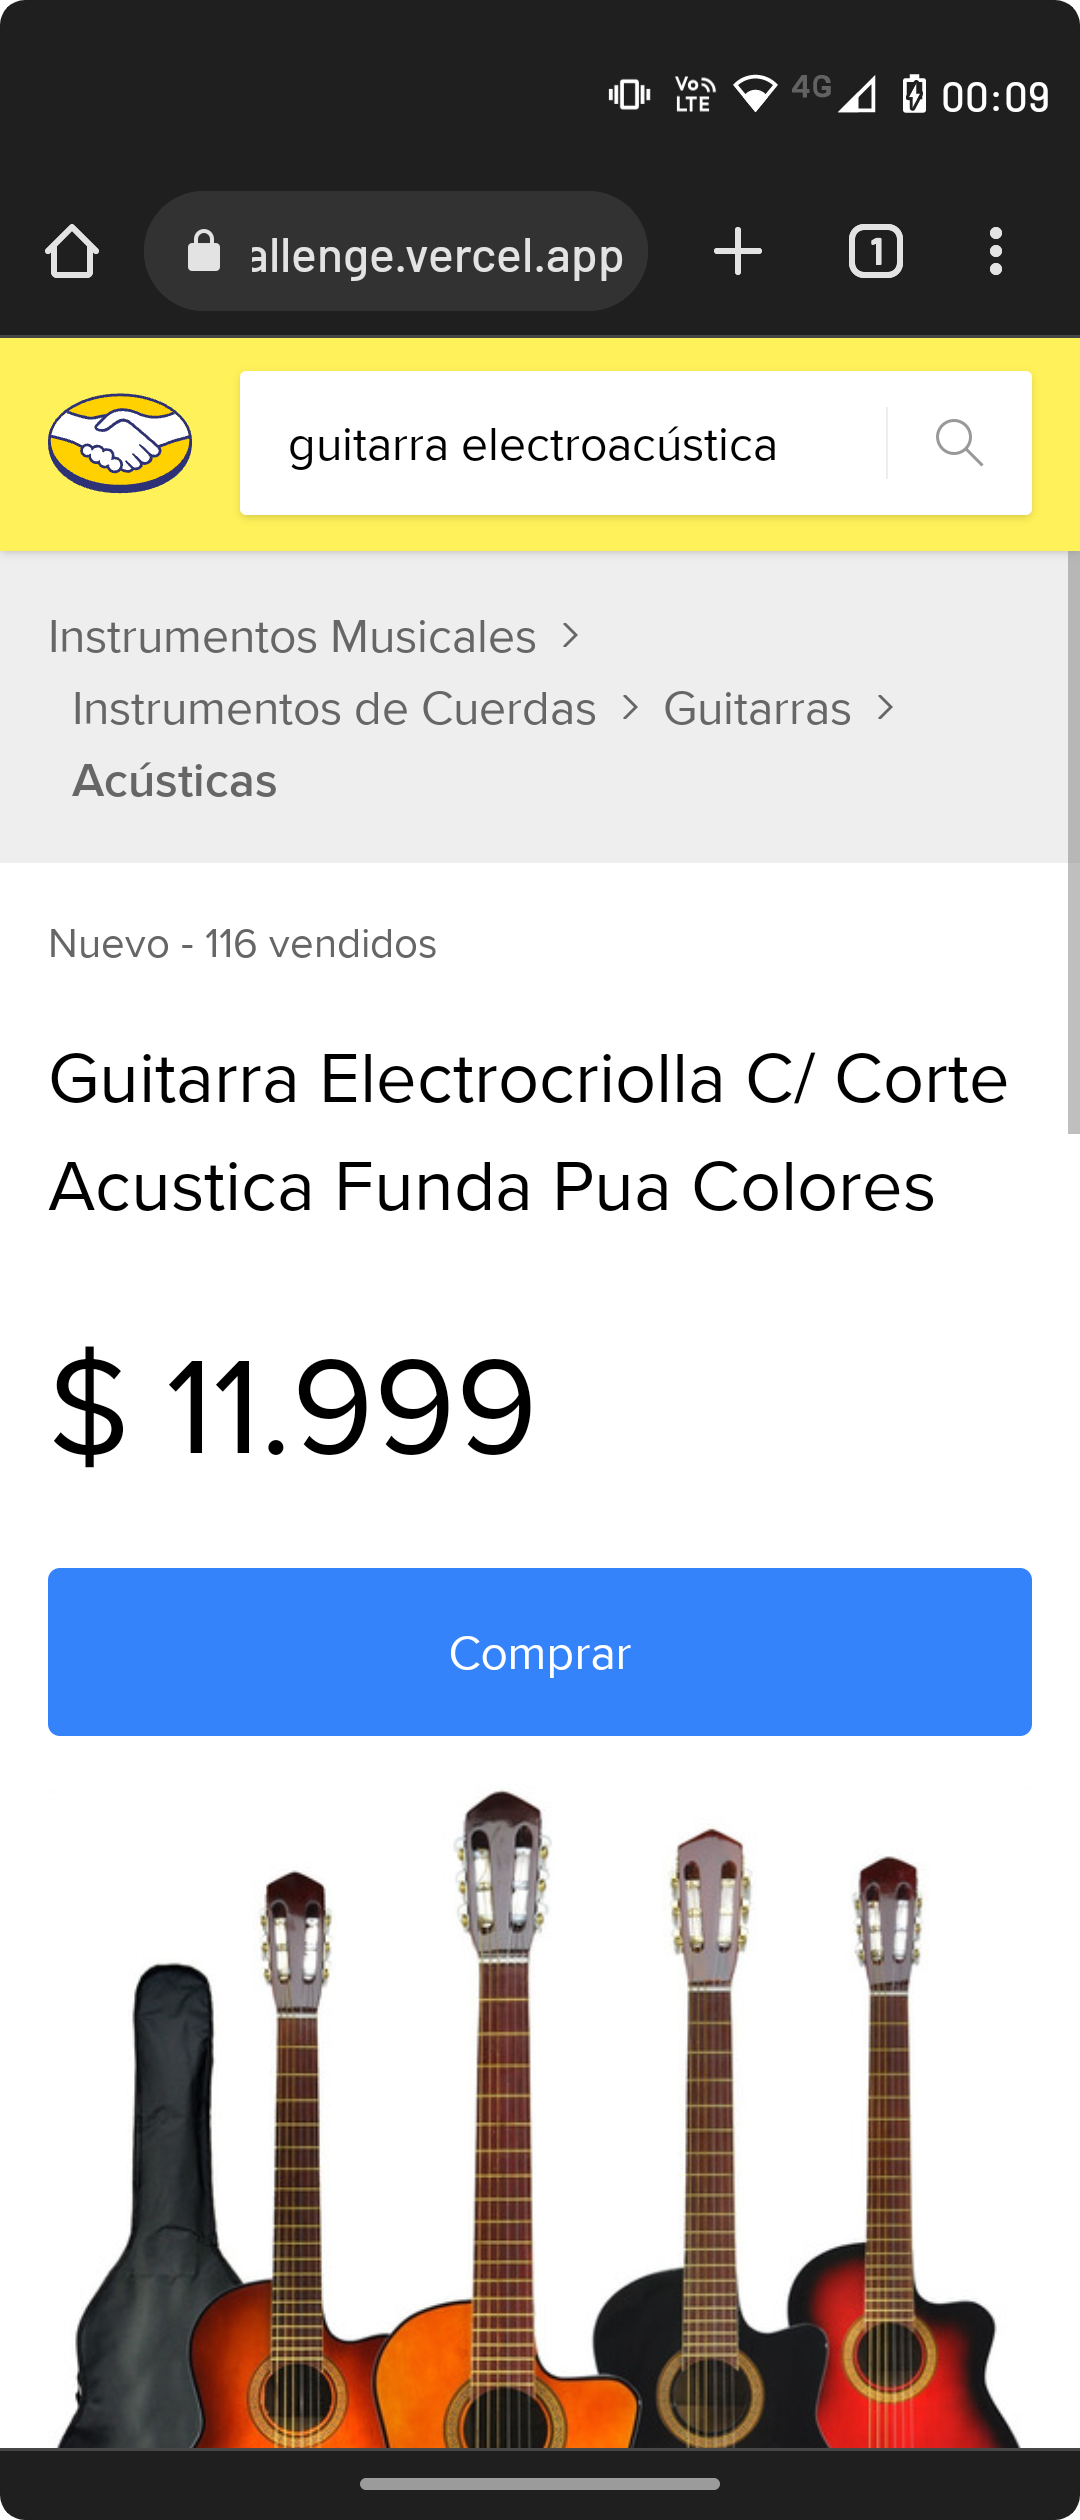 Vo LTE 4G 00:09
allenge.vercel.app 1
guitarra electroacústica
Instrumentos Musicales >
Instrumentos de Cuerdas > Guitarras >
Acústicas
Nuevo - 116 vendidos
Guitarra Electrocriolla C/ Corte
Acustica Funda Pua Colores
$ 11.999
Comprar